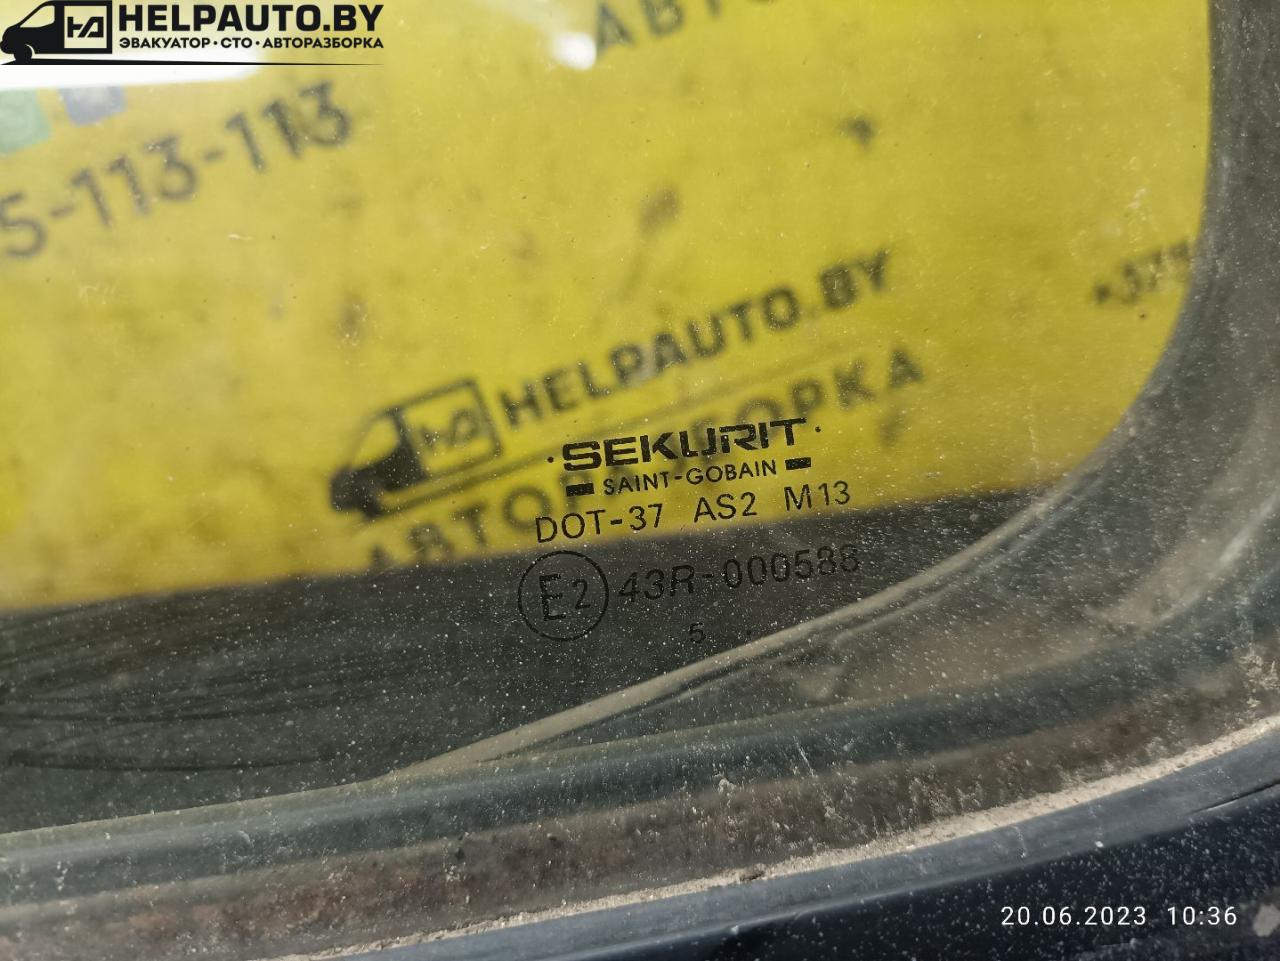 HELPAUTO.BY
ЭВАКУАТОР · СТО · АВТОРАЗБОРКА
5-113-113
HELPAUTO.BY
АВТОРАЗБОРКА
SEKURIT
SAINT-GOBAIN
DOT-37 AS2 M13
E2 43R-000588
5
20.06.2023 10:36